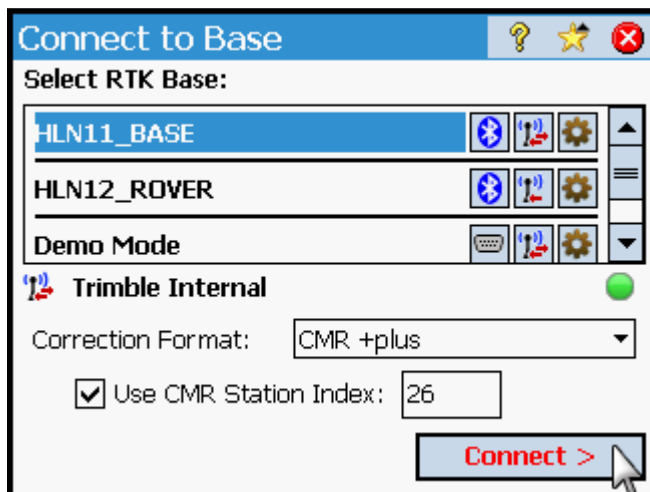 Connect to Base
Select RTK Base:
HLN11_BASE
HLN12_ROVER
Demo Mode
Trimble Internal
Correction Format: CMR +plus
Use CMR Station Index: 26
Connect >